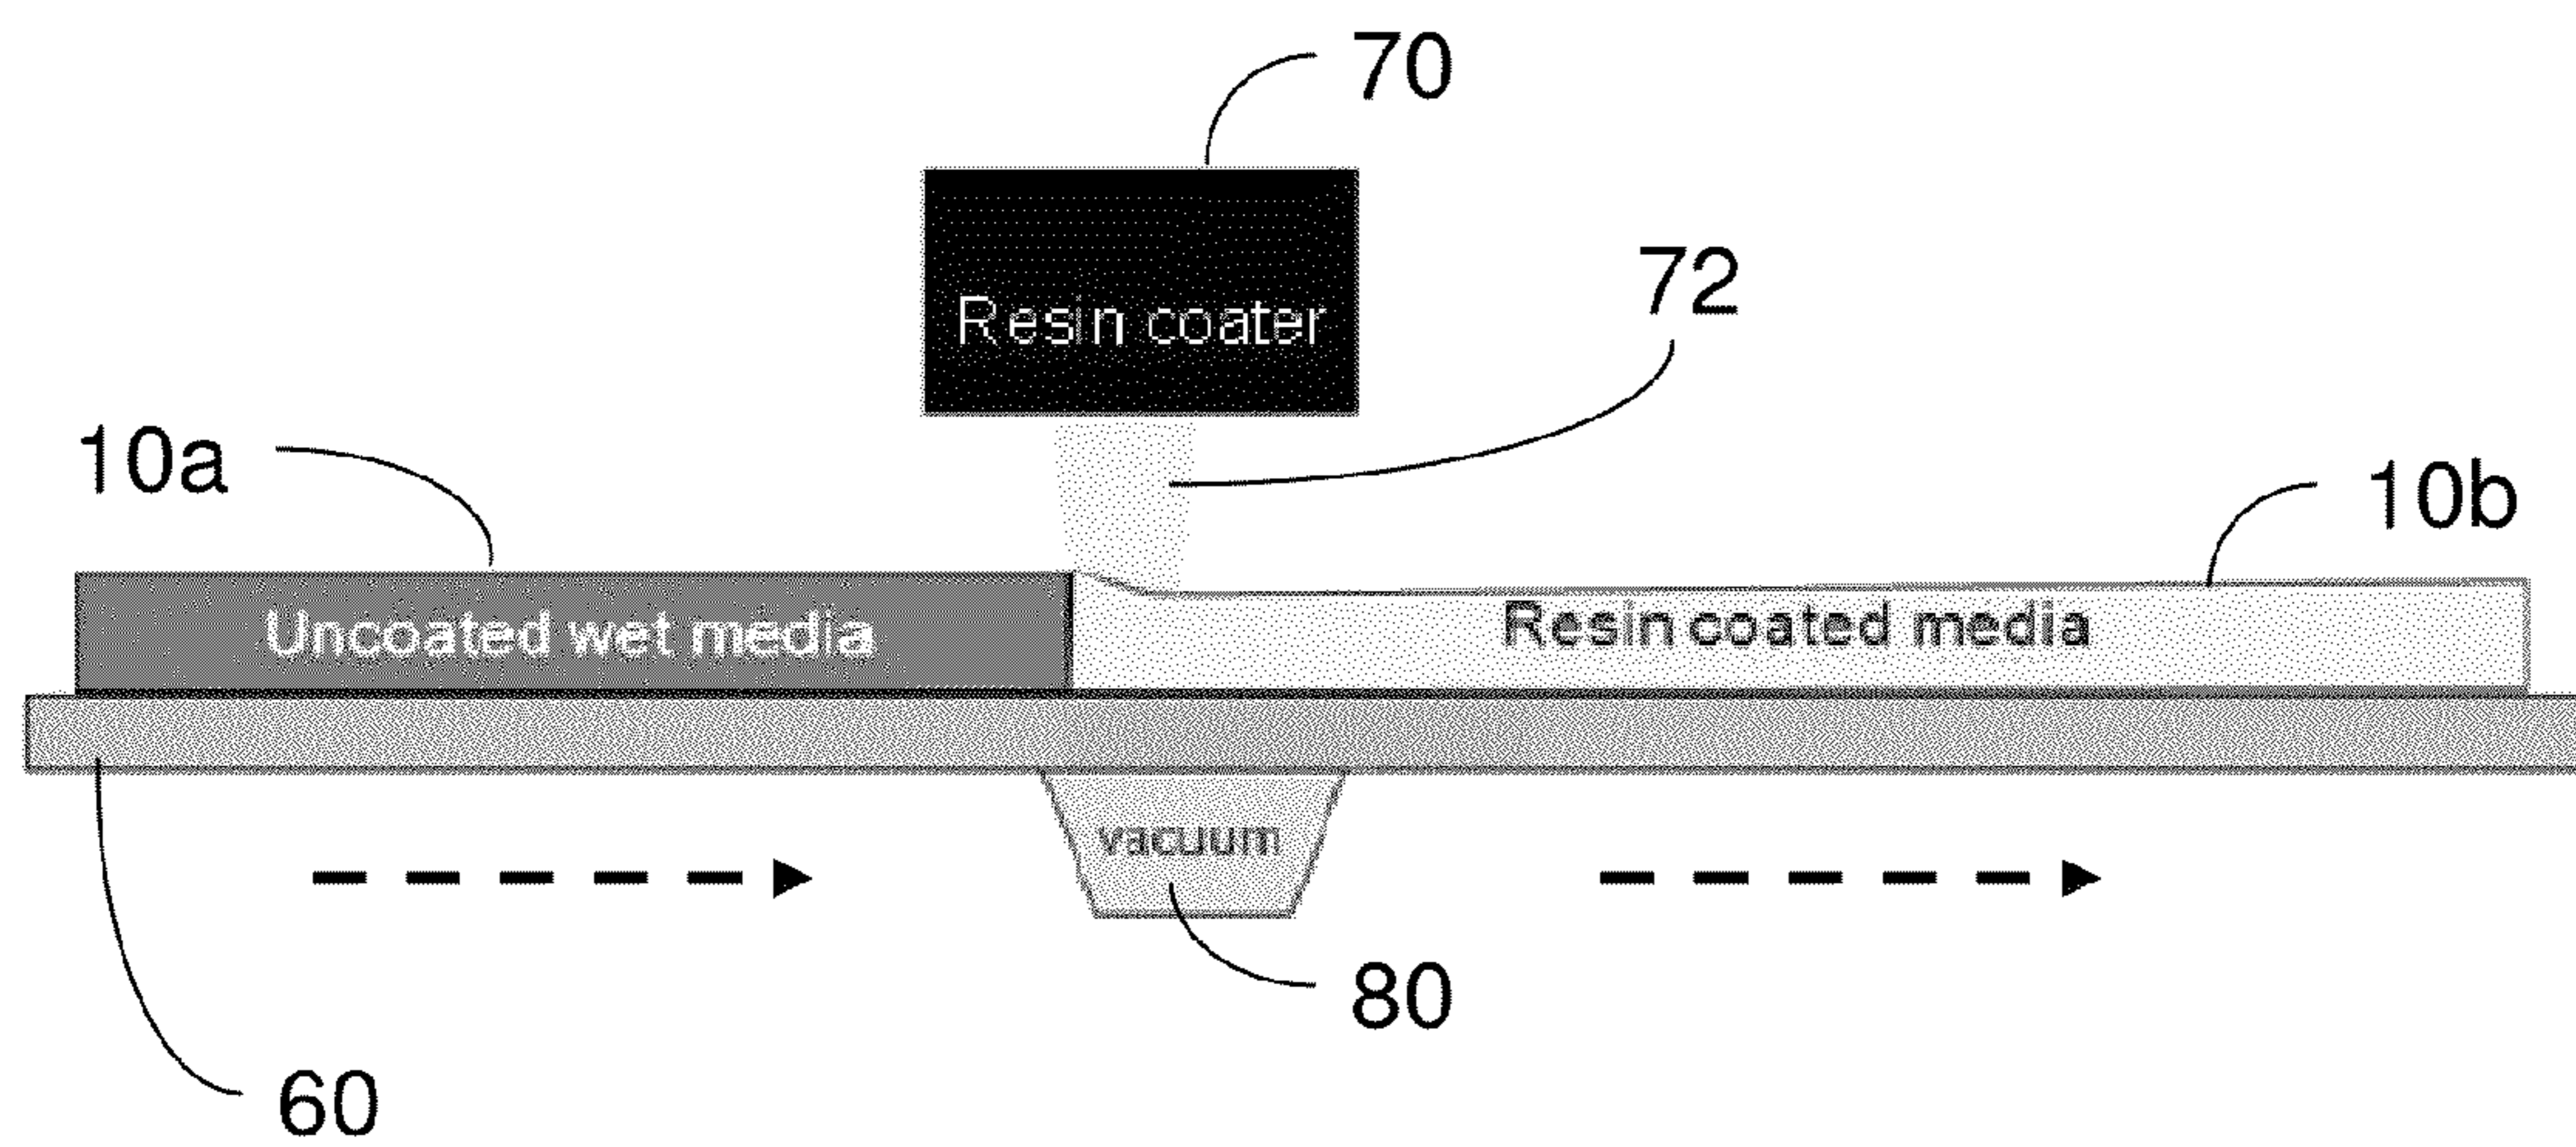 70
Resin coater
72
10a
10b
Uncoated wet media
Resin coated media
vacuum
80
60